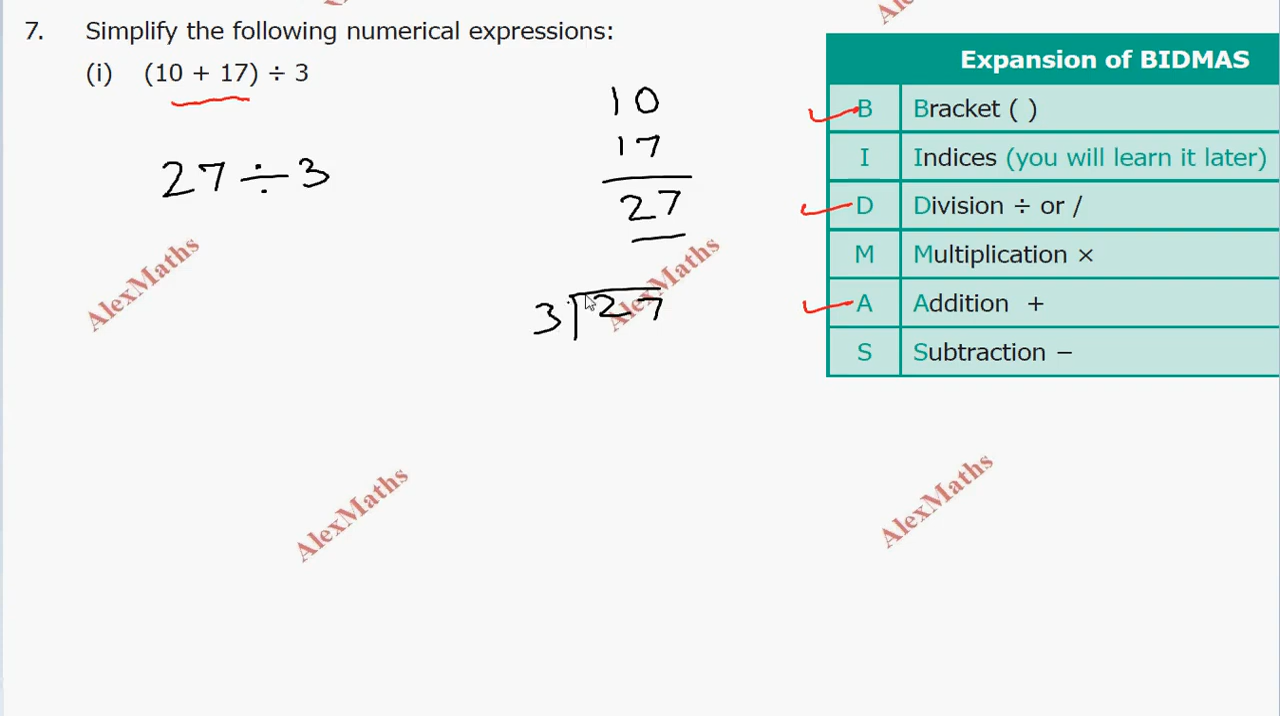 7. Simplify the following numerical expressions:
(i) (10 + 17) ÷ 3
27 ÷ 3
10
17
27
3 27
Expansion of BIDMAS
B Bracket ( )
I Indices (you will learn it later)
D Division ÷ or /
M Multiplication ×
A Addition +
S Subtraction −
AlexMaths
AlexMaths
AlexMaths
AlexMaths